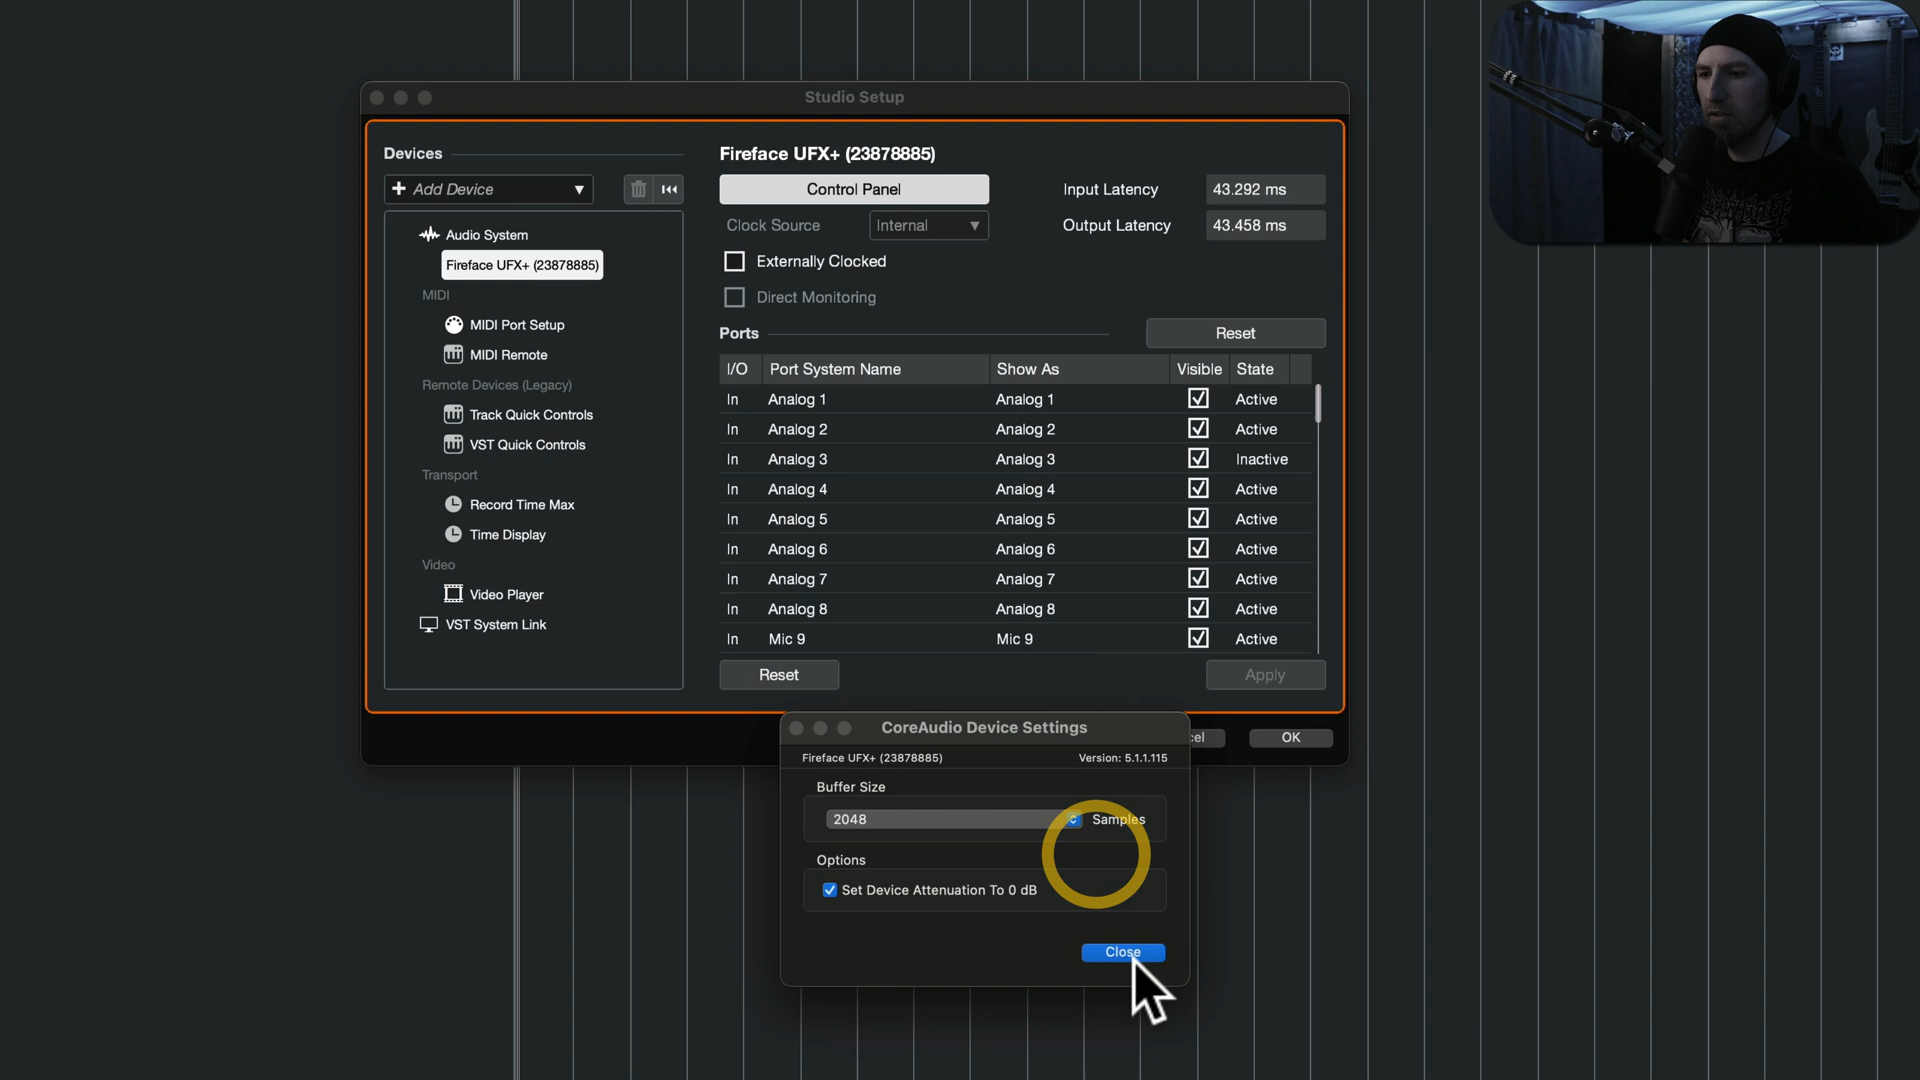 Studio Setup
Devices
Add Device
Audio System
Fireface UFX+ (23878885)
MIDI
MIDI Port Setup
MIDI Remote
Remote Devices (Legacy)
Track Quick Controls
VST Quick Controls
Transport
Record Time Max
Time Display
Video
Video Player
VST System Link
Fireface UFX+ (23878885)
Control Panel
Input Latency 43.292 ms
Clock Source Internal
Output Latency 43.458 ms
Externally Clocked
Direct Monitoring
Ports
Reset
I/O Port System Name Show As Visible State
In Analog 1 Analog 1 Active
In Analog 2 Analog 2 Active
In Analog 3 Analog 3 Inactive
In Analog 4 Analog 4 Active
In Analog 5 Analog 5 Active
In Analog 6 Analog 6 Active
In Analog 7 Analog 7 Active
In Analog 8 Analog 8 Active
In Mic 9 Mic 9 Active
Reset
Apply
cel
OK
CoreAudio Device Settings
Fireface UFX+ (23878885) Version: 5.1.1.115
Buffer Size
2048 Samples
Options
Set Device Attenuation To 0 dB
Close